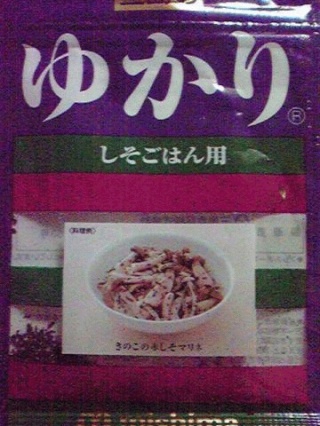 ゆかり®
しそごはん用
〈料理例〉
きのこの赤しそマリネ
mishima